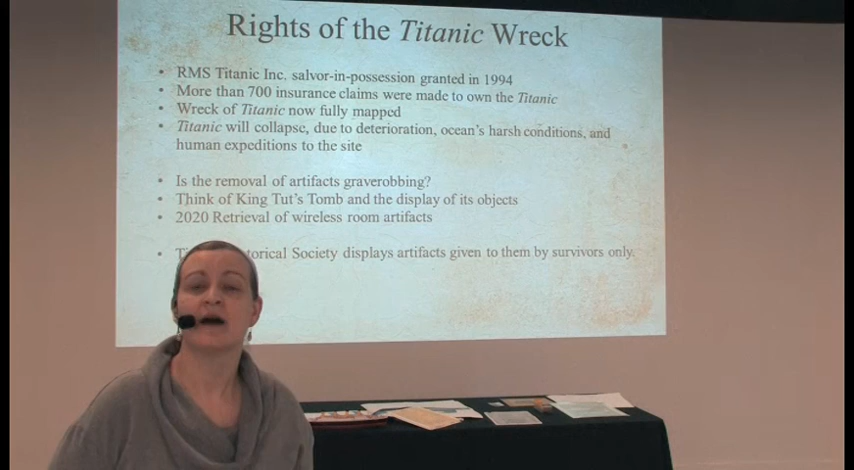 Rights of the Titanic Wreck
• RMS Titanic Inc. salvor-in-possession granted in 1994
• More than 700 insurance claims were made to own the Titanic
• Wreck of Titanic now fully mapped
• Titanic will collapse, due to deterioration, ocean's harsh conditions, and
human expeditions to the site
• Is the removal of artifacts graverobbing?
• Think of King Tut's Tomb and the display of its objects
• 2020 Retrieval of wireless room artifacts
• torical Society displays artifacts given to them by survivors only.